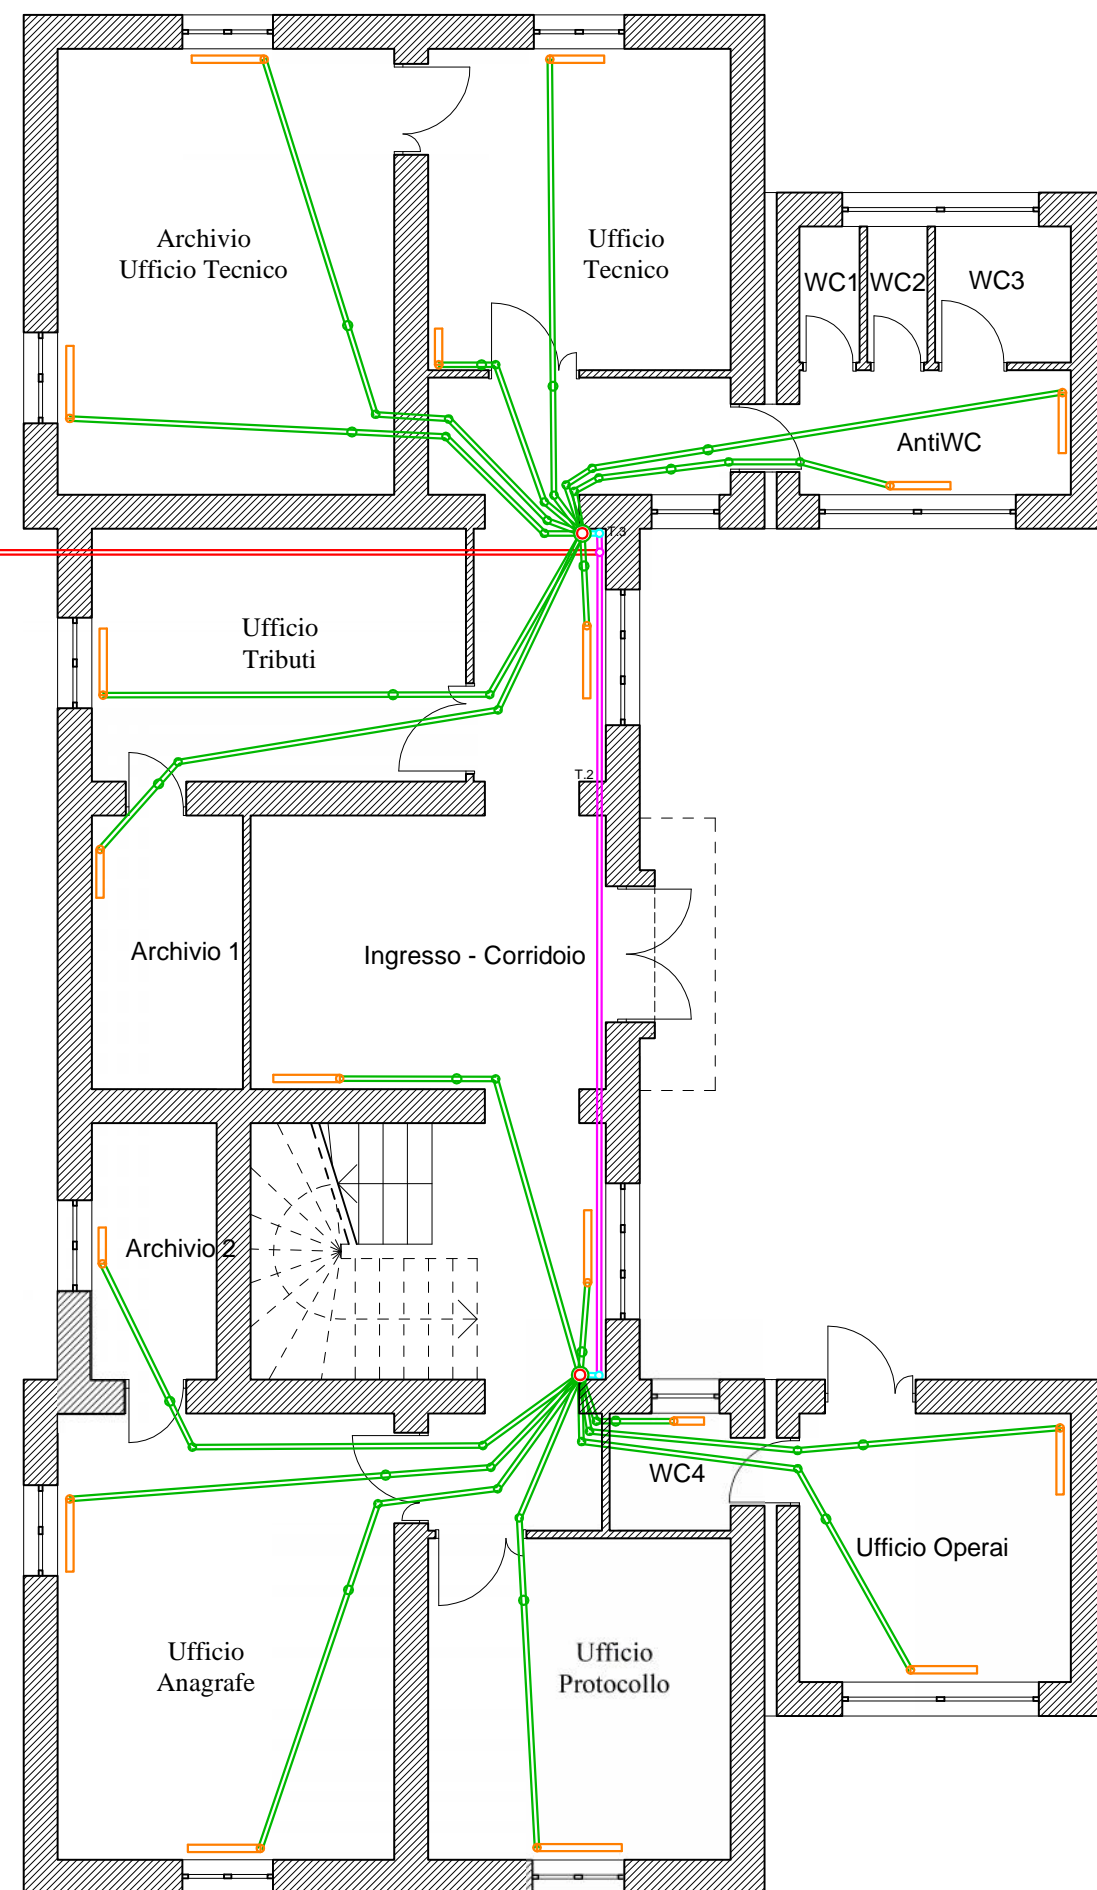 Archivio
Ufficio Tecnico
Ufficio
Tecnico
WC1
WC2
WC3
AntiWC
T.3
Ufficio
Tributi
T.2
Archivio 1
Ingresso - Corridoio
Archivio 2
WC4
Ufficio Operai
Ufficio
Anagrafe
Ufficio
Protocollo